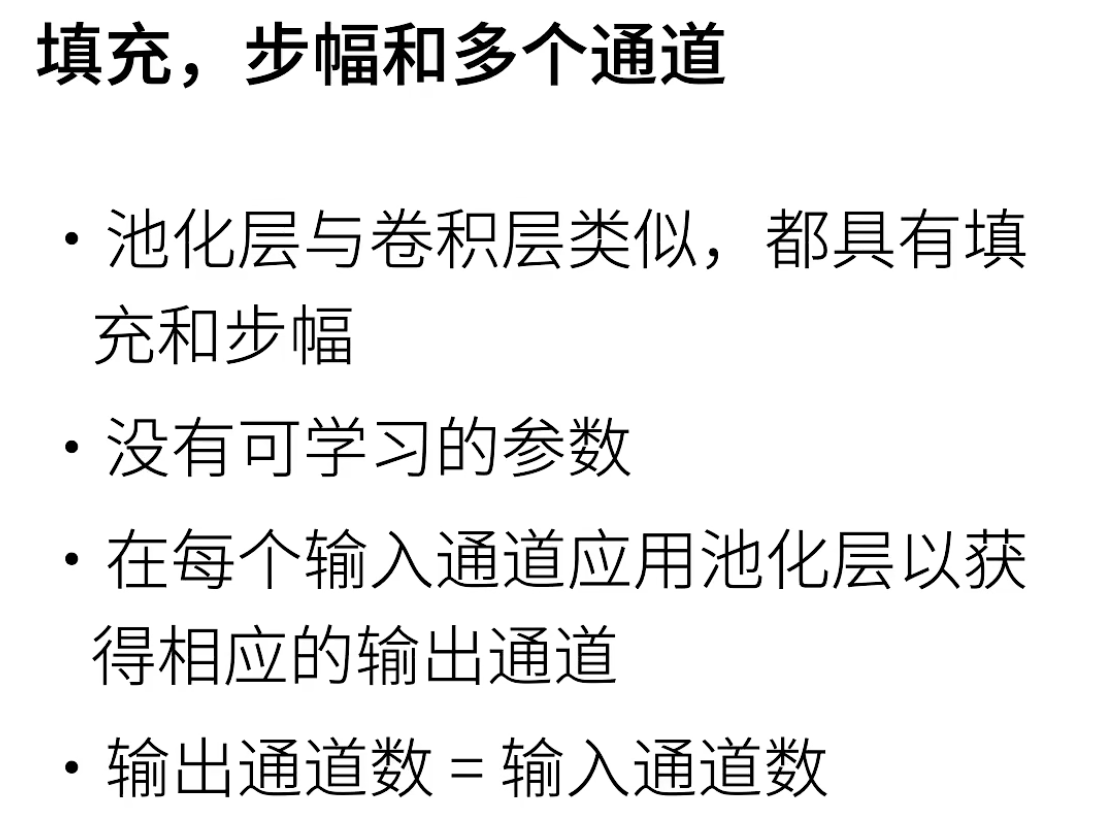 填充，步幅和多个通道
• 池化层与卷积层类似，都具有填
充和步幅
• 没有可学习的参数
• 在每个输入通道应用池化层以获
得相应的输出通道
• 输出通道数 = 输入通道数